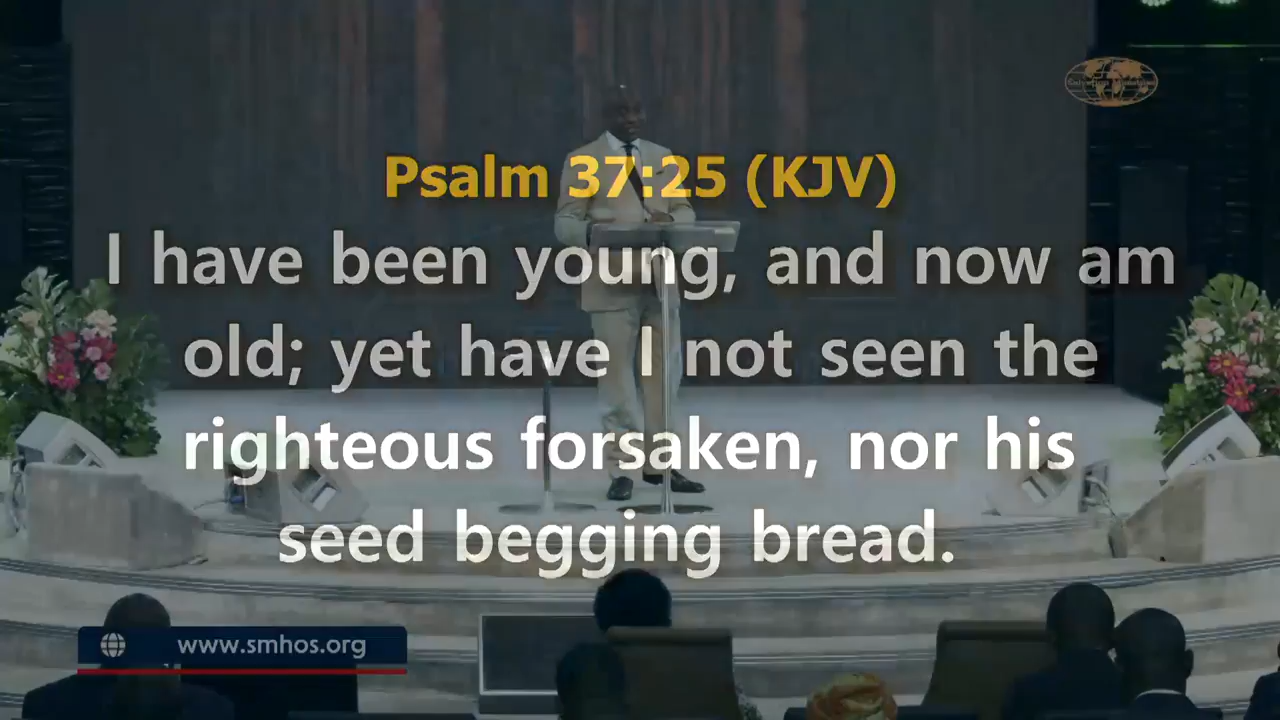 Psalm 37:25 (KJV)
I have been young, and now am
old; yet have I not seen the
righteous forsaken, nor his
seed begging bread.
www.smhos.org